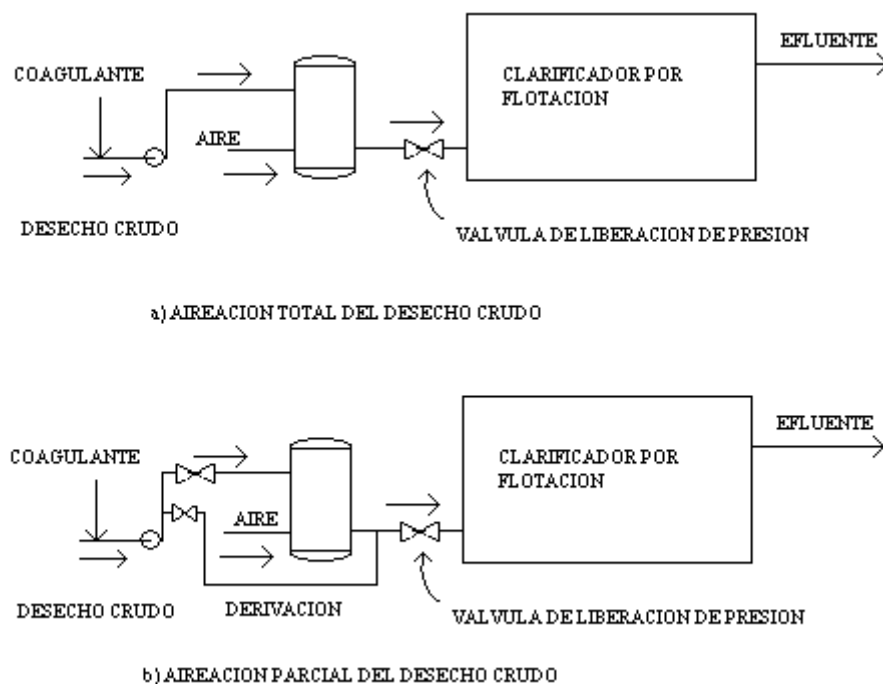 EFLUENTE
COAGULANTE
CLARIFICADOR POR
FLOTACION
AIRE
DESECHO CRUDO
VALVULA DE LIBERACION DE PRESION
a) AIREACION TOTAL DEL DESECHO CRUDO
EFLUENTE
COAGULANTE
CLARIFICADOR POR
FLOTACION
AIRE
DESECHO CRUDO
DERIVACION
VALVULA DE LIBERACION DE PRESION
b) AIREACION PARCIAL DEL DESECHO CRUDO